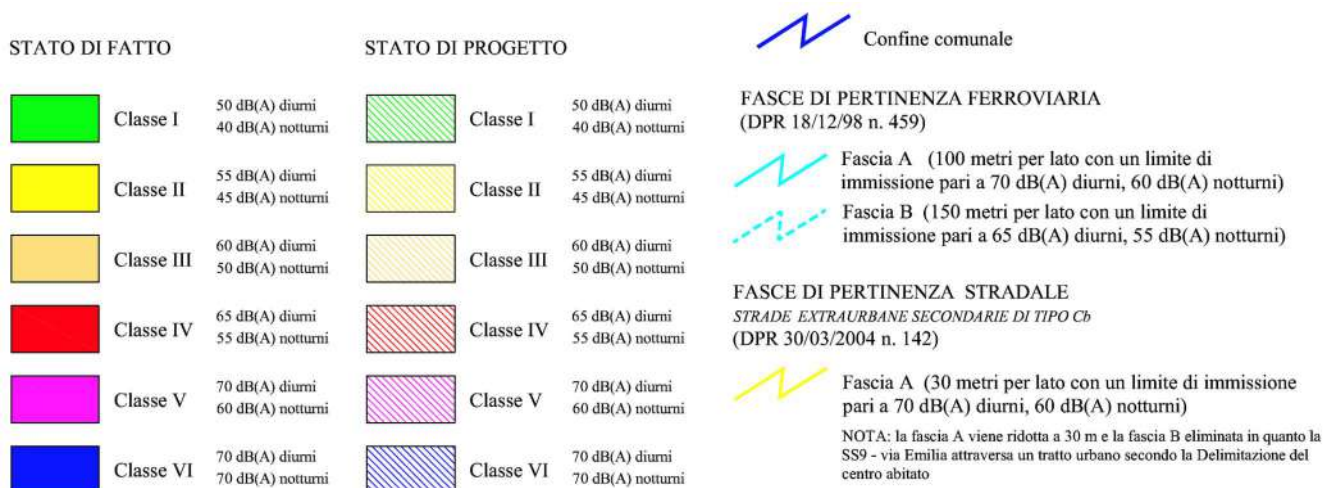 STATO DI FATTO
Classe I
50 dB(A) diurni
40 dB(A) notturni
Classe II
55 dB(A) diurni
45 dB(A) notturni
Classe III
60 dB(A) diurni
50 dB(A) notturni
Classe IV
65 dB(A) diurni
55 dB(A) notturni
Classe V
70 dB(A) diurni
60 dB(A) notturni
Classe VI
70 dB(A) diurni
70 dB(A) notturni
STATO DI PROGETTO
Classe I
50 dB(A) diurni
40 dB(A) notturni
Classe II
55 dB(A) diurni
45 dB(A) notturni
Classe III
60 dB(A) diurni
50 dB(A) notturni
Classe IV
65 dB(A) diurni
55 dB(A) notturni
Classe V
70 dB(A) diurni
60 dB(A) notturni
Classe VI
70 dB(A) diurni
70 dB(A) notturni
Confine comunale
FASCE DI PERTINENZA FERROVIARIA
(DPR 18/12/98 n. 459)
Fascia A (100 metri per lato con un limite di
immissione pari a 70 dB(A) diurni, 60 dB(A) notturni)
Fascia B (150 metri per lato con un limite di
immissione pari a 65 dB(A) diurni, 55 dB(A) notturni)
FASCE DI PERTINENZA STRADALE
STRADE EXTRAURBANE SECONDARIE DI TIPO Cb
(DPR 30/03/2004 n. 142)
Fascia A (30 metri per lato con un limite di immissione
pari a 70 dB(A) diurni, 60 dB(A) notturni)
NOTA: la fascia A viene ridotta a 30 m e la fascia B eliminata in quanto la
SS9 - via Emilia attraversa un tratto urbano secondo la Delimitazione del
centro abitato